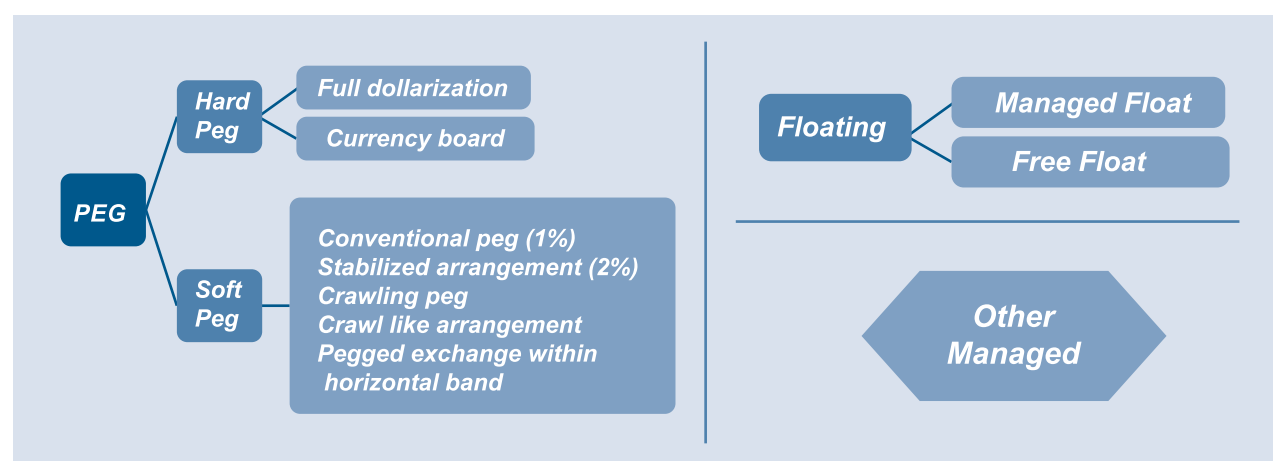 PEG
Hard
Peg
Full dollarization
Currency board
Soft
Peg
Conventional peg (1%)
Stabilized arrangement (2%)
Crawling peg
Crawl like arrangement
Pegged exchange within
horizontal band
Floating
Managed Float
Free Float
Other
Managed